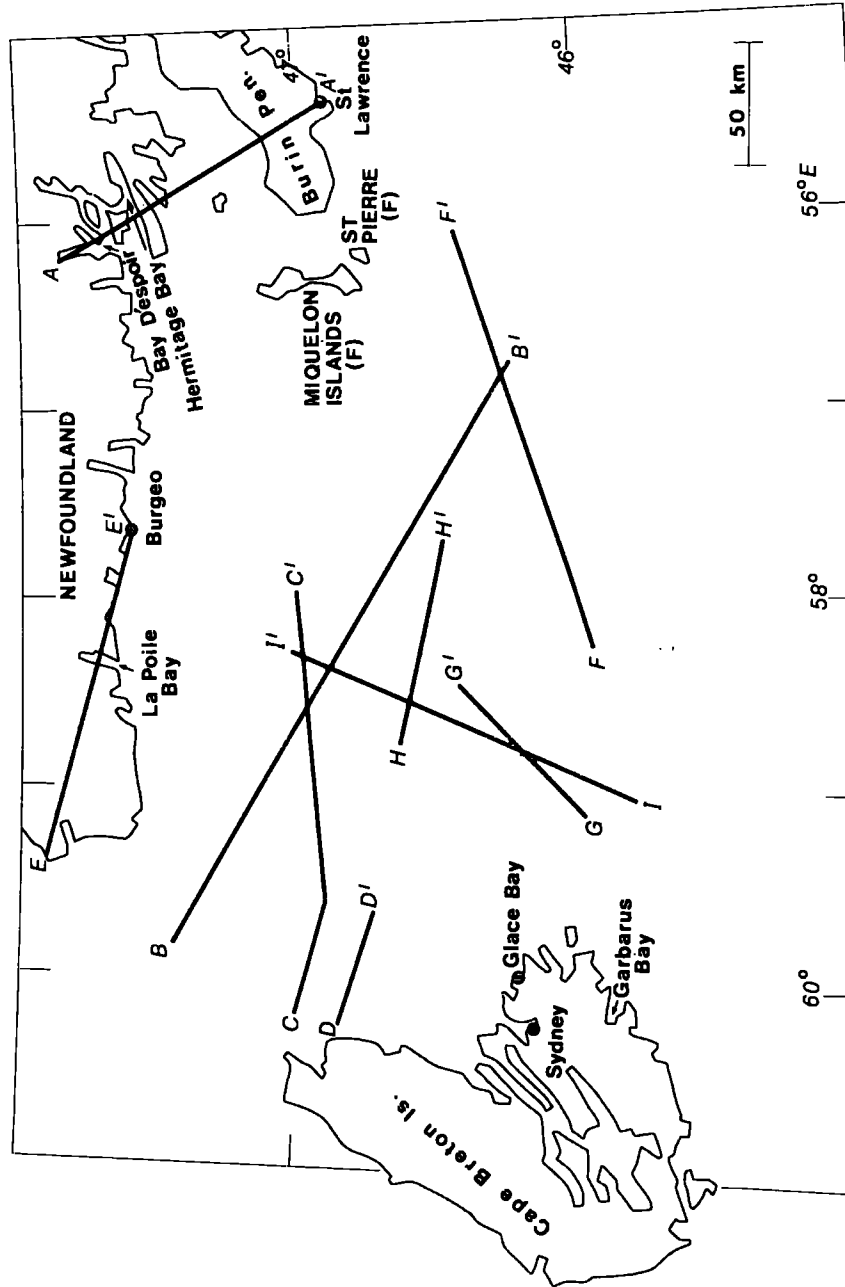 NEWFOUNDLAND
A
Bay D'espoir
Hermitage Bay
Burin Pen.
47°
A'
St
Lawrence
E
E'
Burgeo
La Poile
Bay
MIQUELON
ISLANDS
(F)
ST
PIERRE
(F)
B
B'
C
C'
I'
D
D'
H
H'
F'
F
G'
G
I
46°
50 km
Glace Bay
Sydney
Garbarus
Bay
Cape Breton Is.
60°
58°
56°E